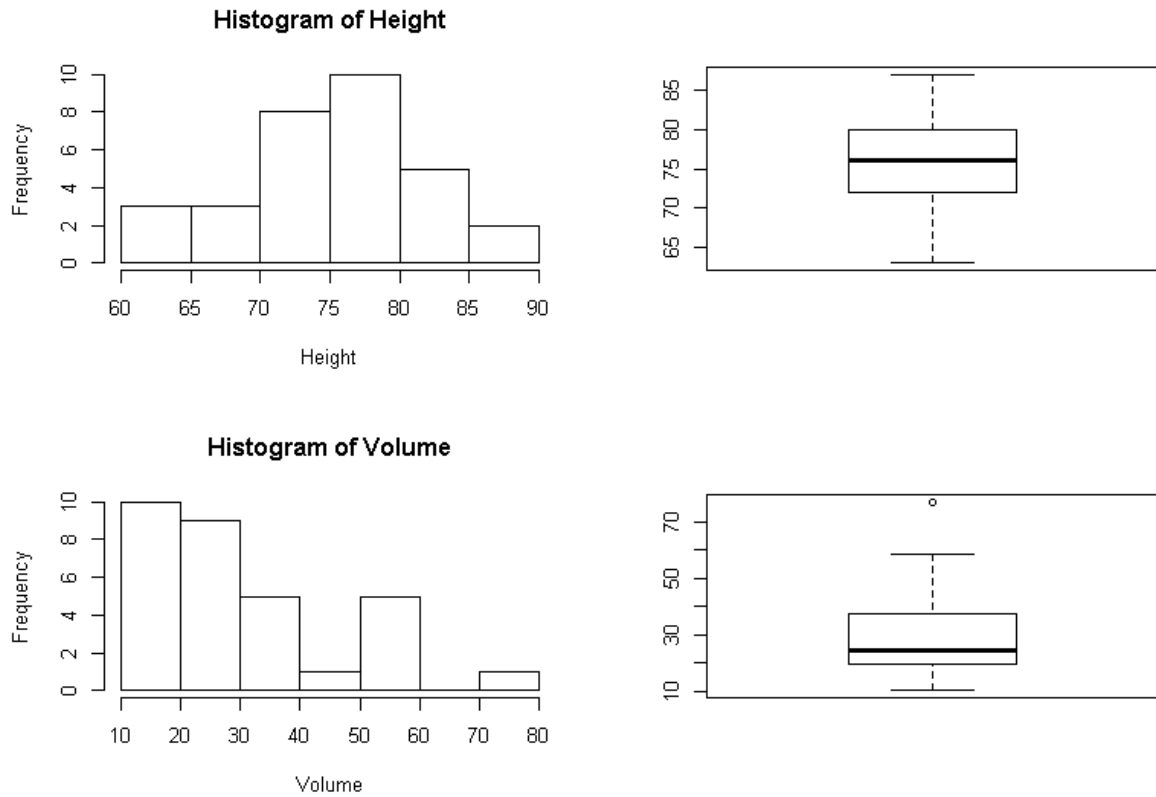 Histogram of Height
Frequency
0 2 4 6 8 10
60 65 70 75 80 85 90
Height
65 70 75 80 85
Histogram of Volume
Frequency
0 2 4 6 8 10
10 20 30 40 50 60 70 80
Volume
10 30 50 70